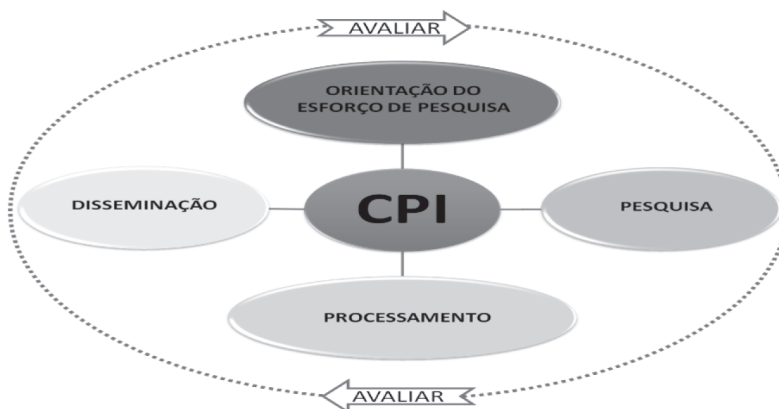 AVALIAR
ORIENTAÇÃO DO
ESFORÇO DE PESQUISA
DISSEMINAÇÃO
CPI
PESQUISA
PROCESSAMENTO
AVALIAR